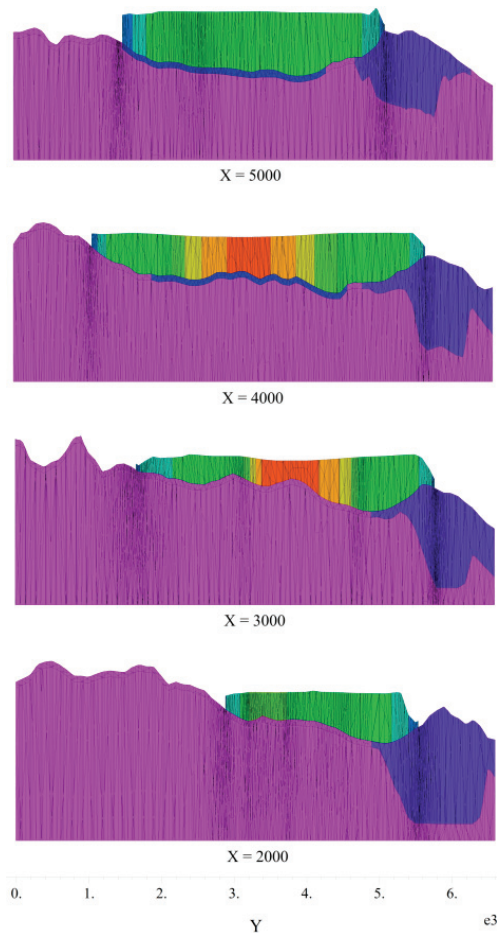 X = 5000
X = 4000
X = 3000
X = 2000
0. 1. 2. 3. 4. 5. 6.
Y e3